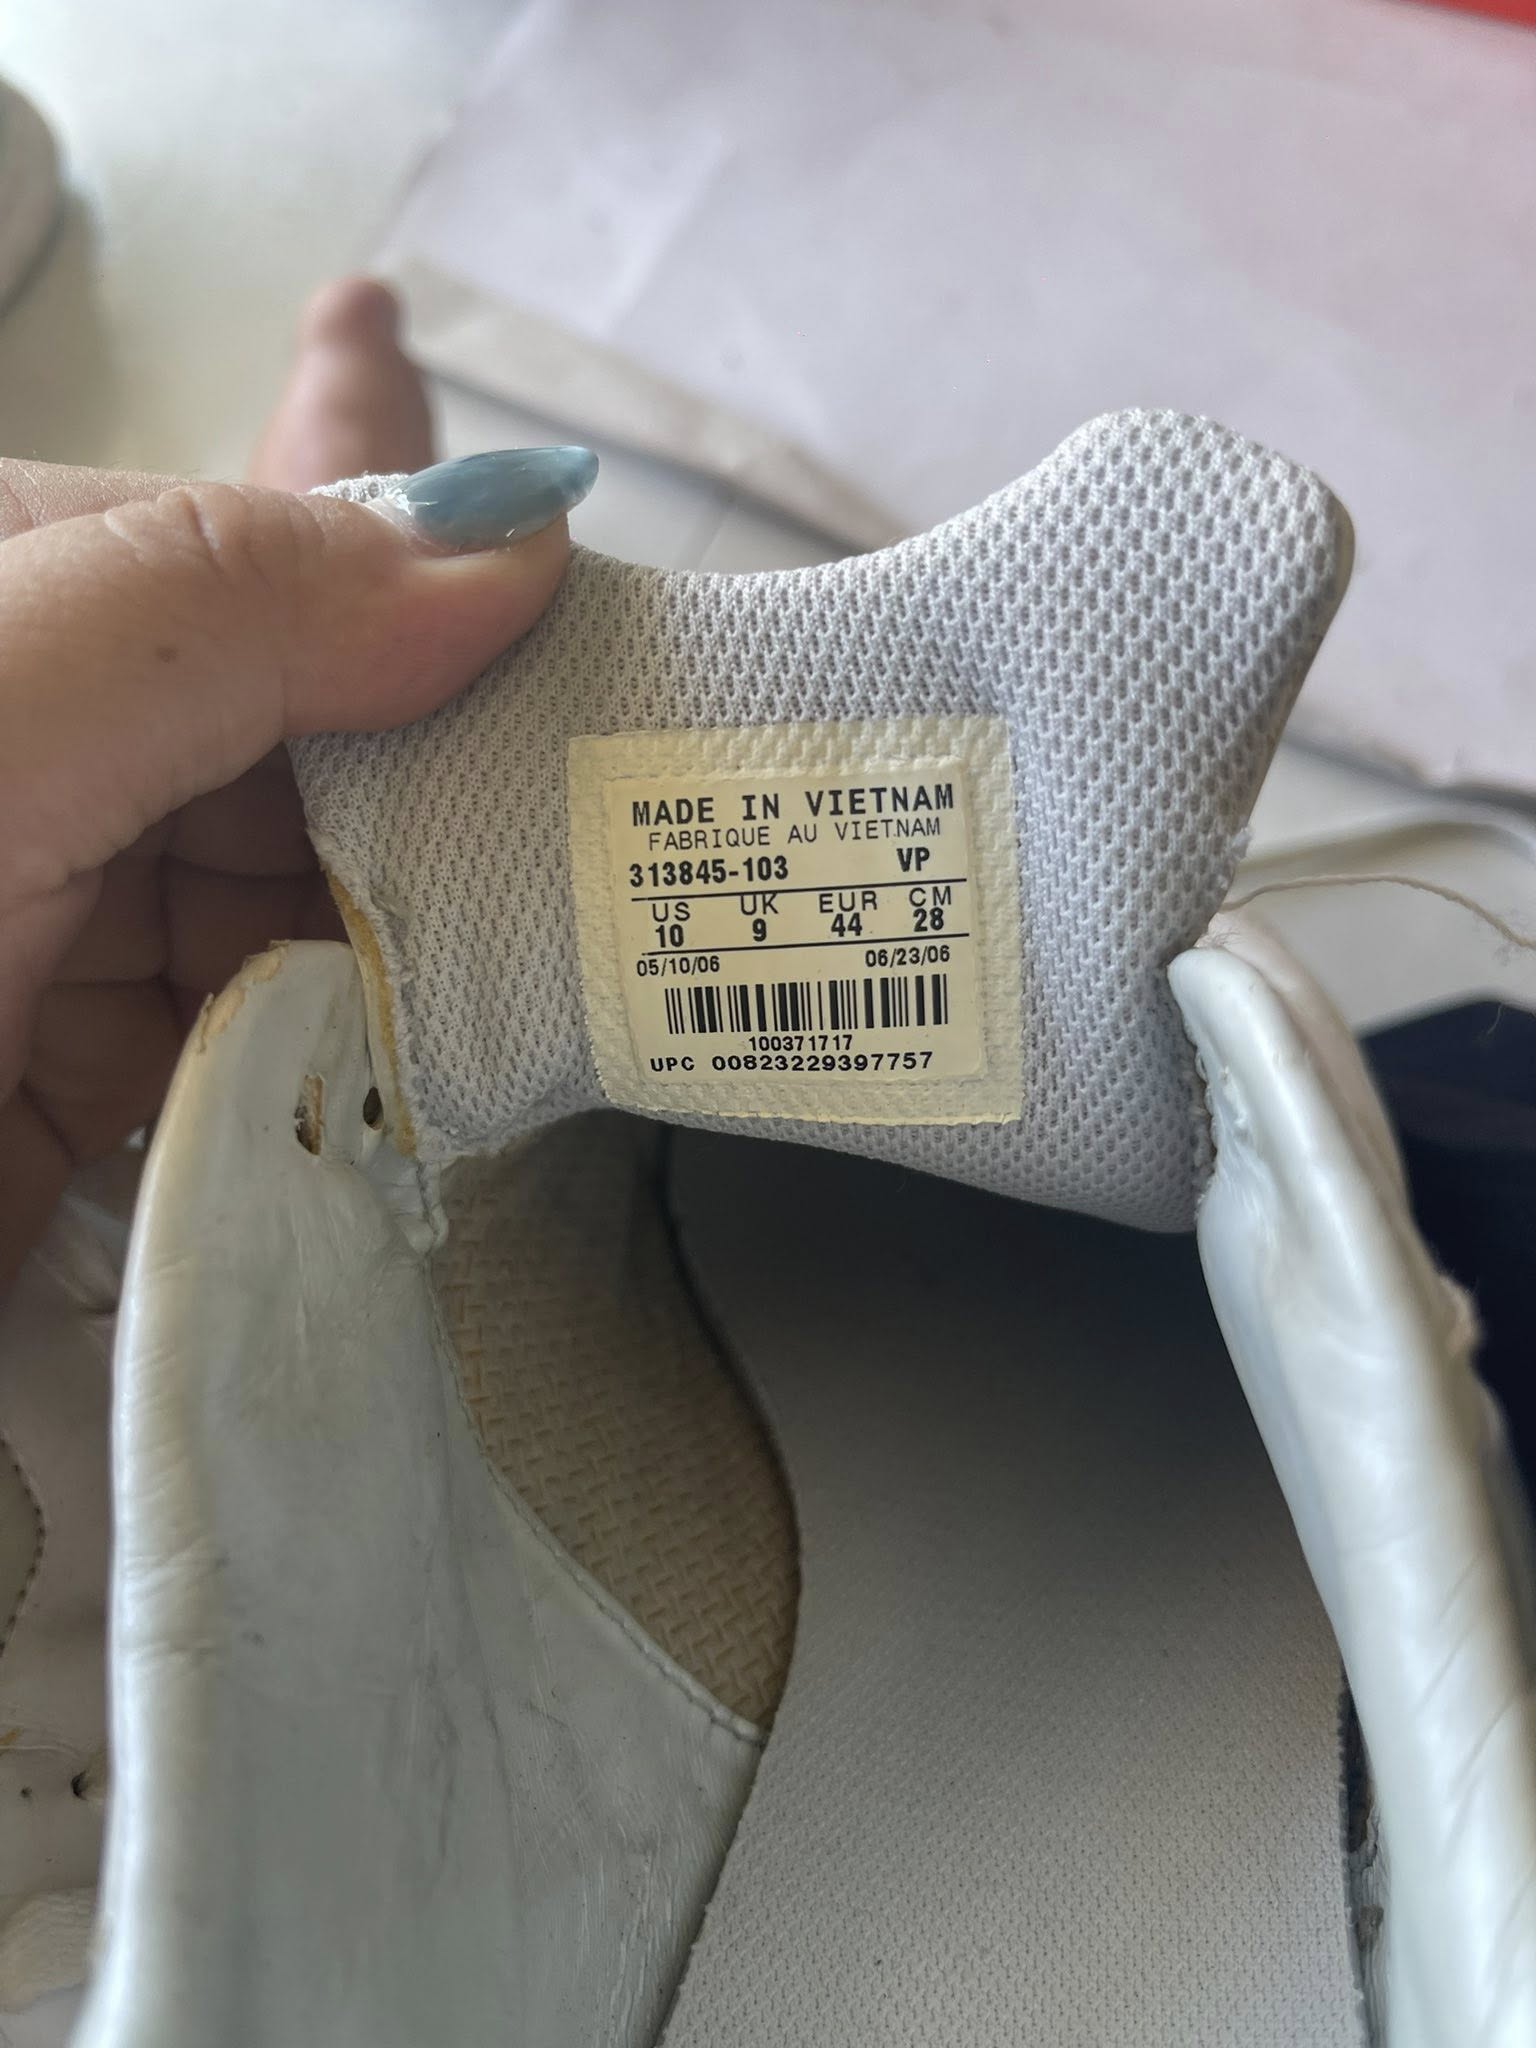 MADE IN VIETNAM
FABRIQUE AU VIETNAM
313845-103 VP
US UK EUR CM
10 9 44 28
05/10/06 06/23/06
100371717
UPC 00823229397757